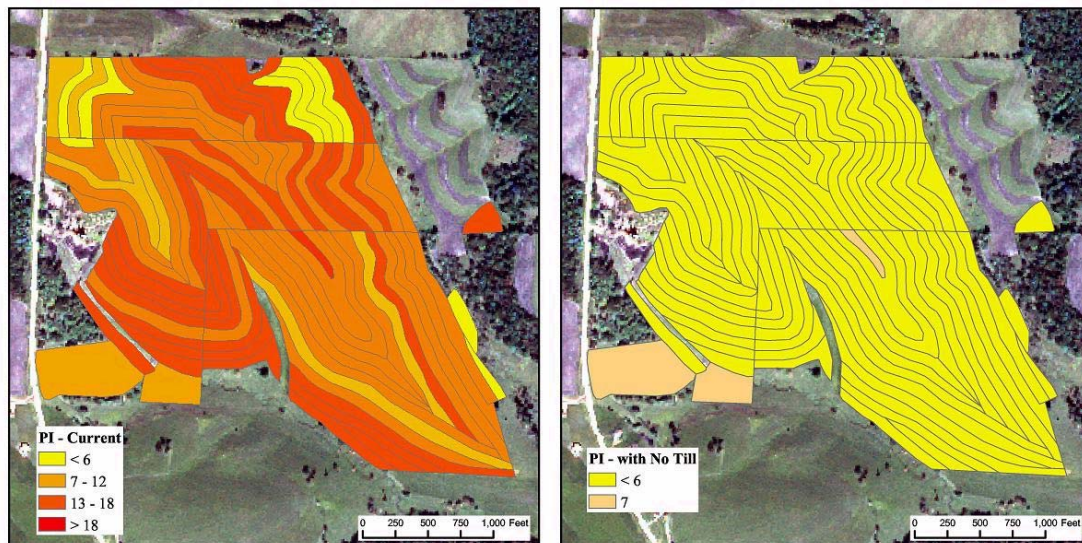 PI - Current
< 6
7 - 12
13 - 18
> 18
0 250 500 750 1,000 Feet
PI - with No Till
< 6
7
0 250 500 750 1,000 Feet